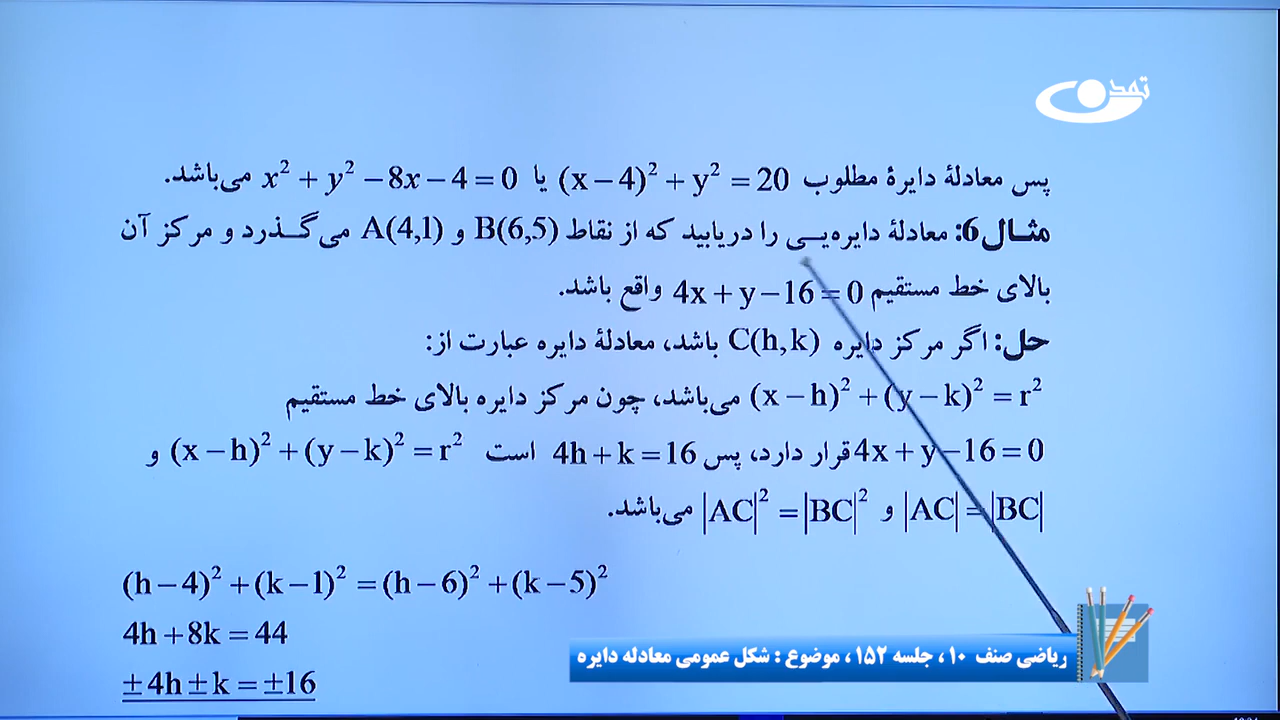 تمدن
پس معادلهٔ دایرهٔ مطلوب (x − 4)² + y² = 20 یا x² + y² − 8x − 4 = 0 می‌باشد.
مثال6: معادلهٔ دایره‌یی را دریابید که از نقاط B(6,5) و A(4,1) می‌گذرد و مرکز آن
بالای خط مستقیم 4x + y − 16 = 0 واقع باشد.
حل: اگر مرکز دایره C(h,k) باشد، معادلهٔ دایره عبارت از:
(x − h)² + (y − k)² = r² می‌باشد، چون مرکز دایره بالای خط مستقیم
4x + y − 16 = 0 قرار دارد، پس 4h + k = 16 است (x − h)² + (y − k)² = r² و
|AC| = |BC| و |AC|² = |BC|² می‌باشد.
(h − 4)² + (k − 1)² = (h − 6)² + (k − 5)²
4h + 8k = 44
± 4h ± k = ±16
ریاضی صنف ۱۰، جلسه ۱۵۲، موضوع : شکل عمومی معادله دایره